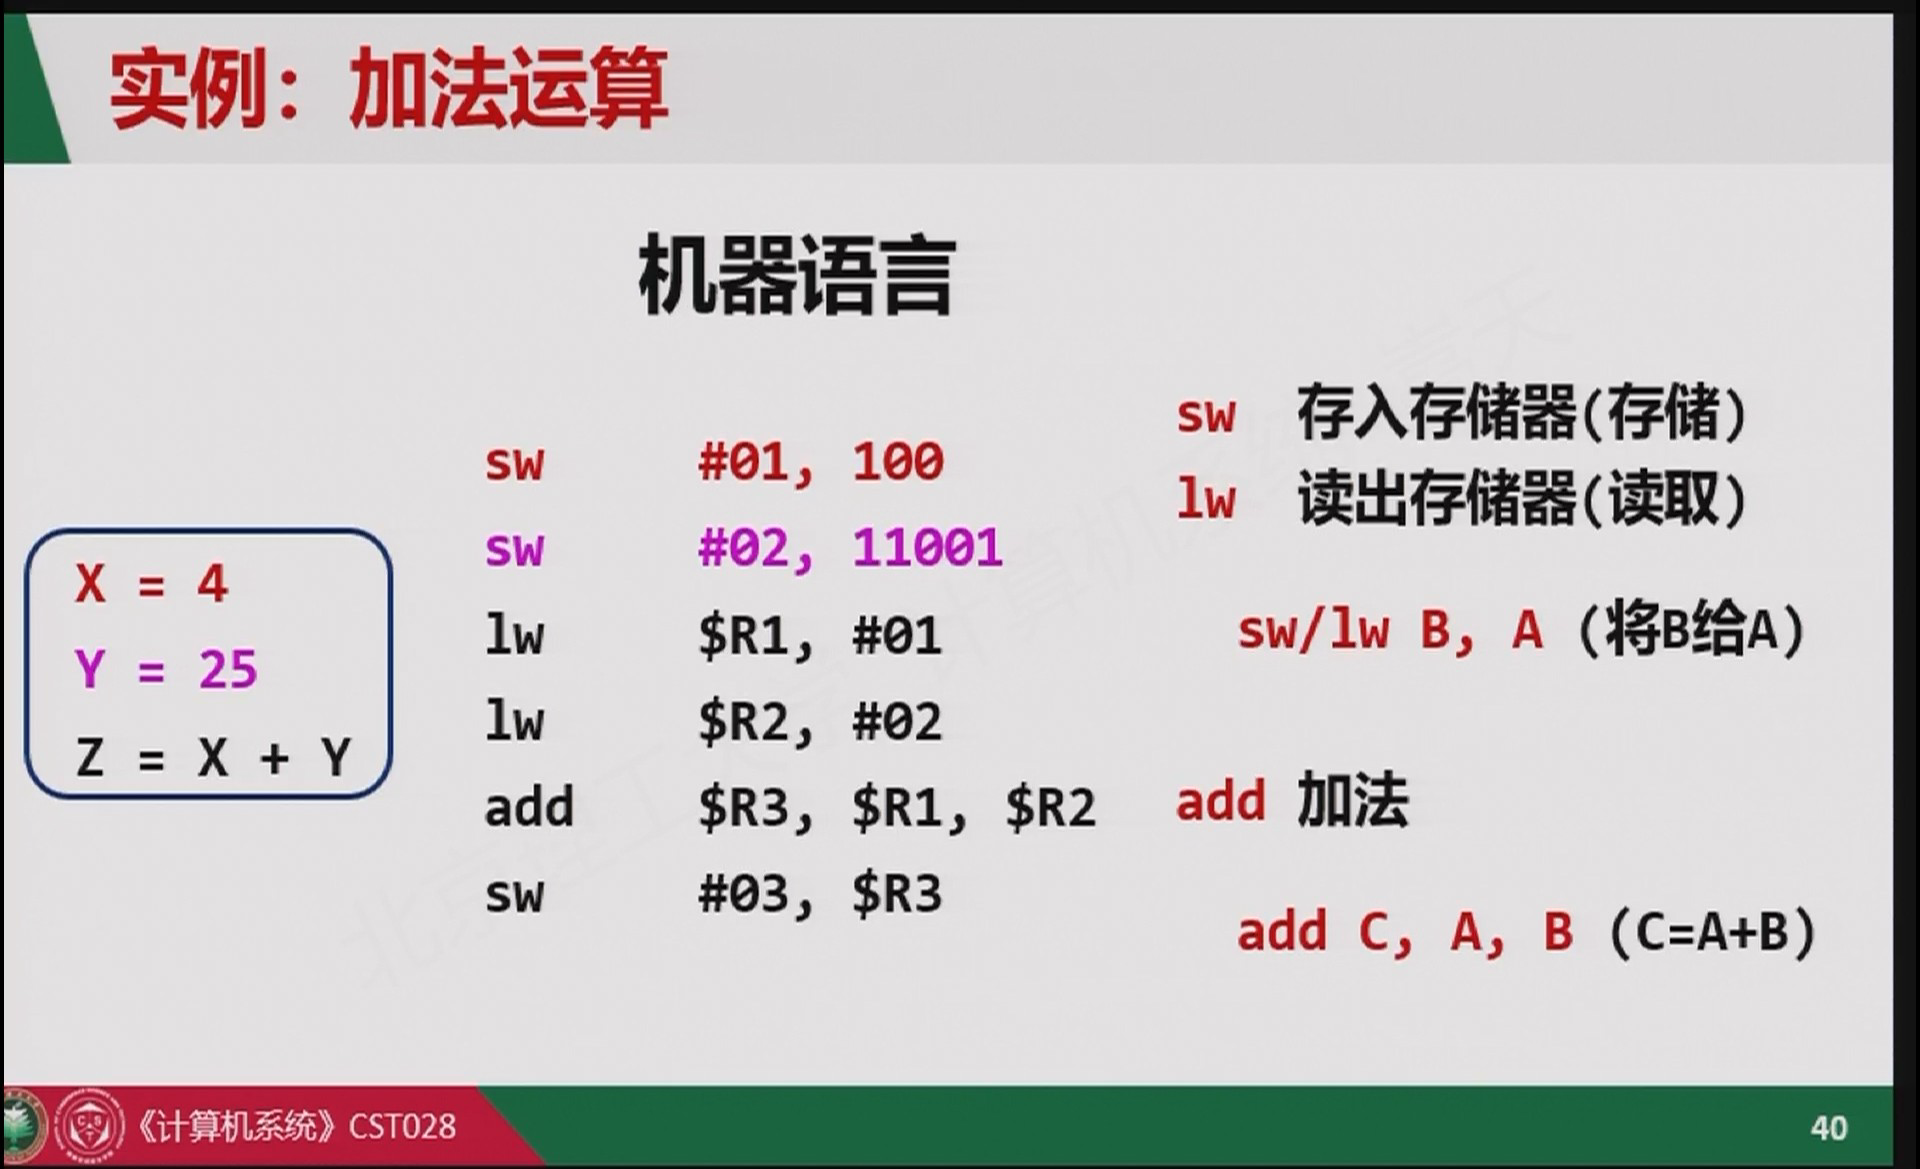 实例：加法运算
机器语言
X = 4
Y = 25
Z = X + Y
sw #01, 100
sw #02, 11001
lw $R1, #01
lw $R2, #02
add $R3, $R1, $R2
sw #03, $R3
sw 存入存储器(存储)
lw 读出存储器(读取)
sw/lw B, A (将B给A)
add 加法
add C, A, B (C=A+B)
《计算机系统》CST028
40